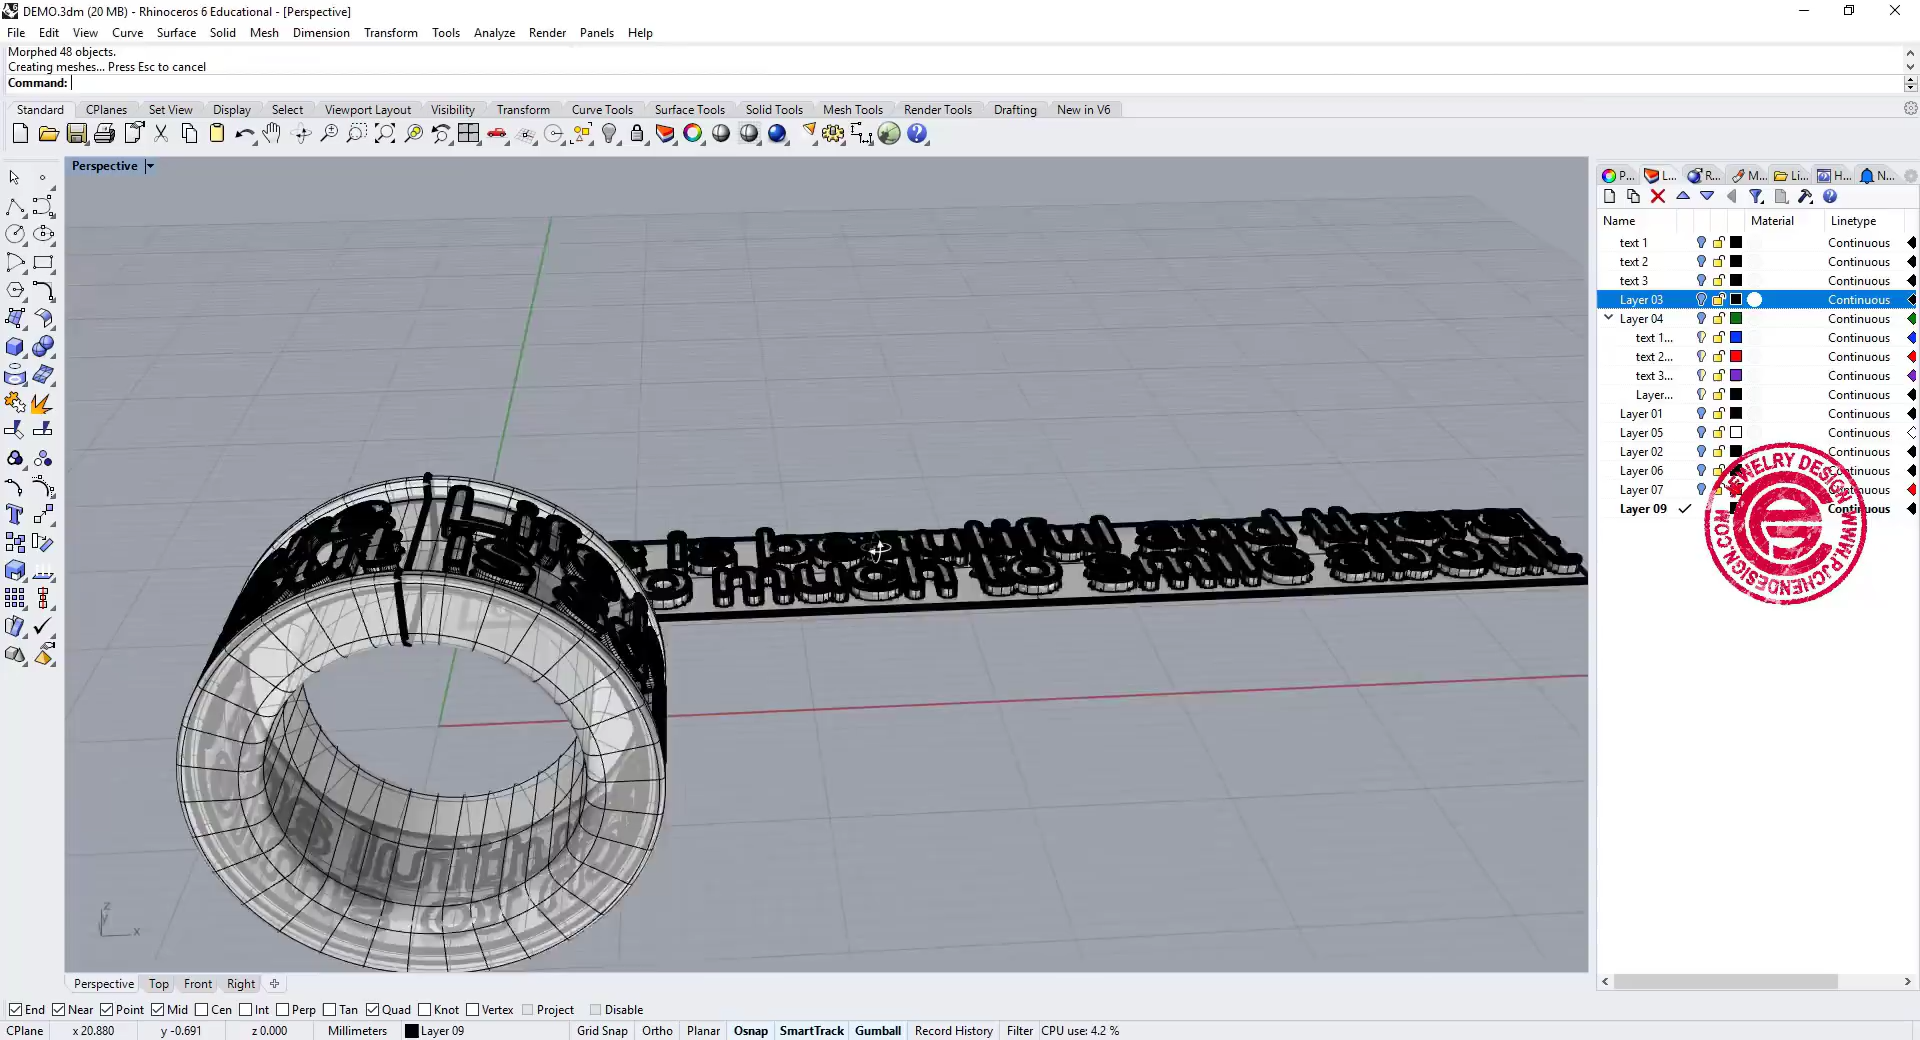 DEMO.3dm (20 MB) - Rhinoceros 6 Educational - [Perspective]
File Edit View Curve Surface Solid Mesh Dimension Transform Tools Analyze Render Panels Help
Morphed 48 objects.
Creating meshes... Press Esc to cancel
Command:
Standard CPlanes Set View Display Select Viewport Layout Visibility Transform Curve Tools Surface Tools Solid Tools Mesh Tools Render Tools Drafting New in V6
Perspective
P... L... R... M... Li... H... N...
Name Material Linetype
text 1 Continuous
text 2 Continuous
text 3 Continuous
Layer 03 Continuous
Layer 04 Continuous
text 1... Continuous
text 2... Continuous
text 3... Continuous
Layer... Continuous
Layer 01 Continuous
Layer 05 Continuous
Layer 02 Continuous
Layer 06 Continuous
Layer 07 Continuous
Layer 09 Continuous
JEWELRY DESIGN WWW.PJCHENDESIGN.COM
is beautiful and there
so much to smile about
z
y
x
Perspective Top Front Right
End Near Point Mid Cen Int Perp Tan Quad Knot Vertex Project Disable
CPlane x 20.880 y -0.691 z 0.000 Millimeters Layer 09 Grid Snap Ortho Planar Osnap SmartTrack Gumball Record History Filter CPU use: 4.2 %